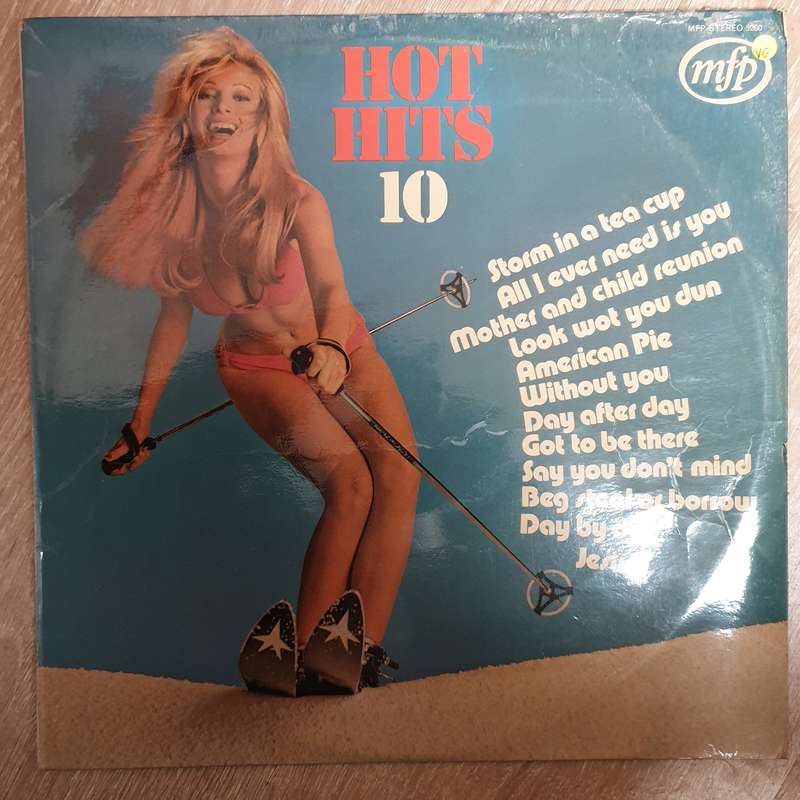 HOT
HITS
10
MFP STEREO
mfp
VG
Storm in a tea cup
All I ever need is you
Mother and child reunion
Look wot you dun
American Pie
Without you
Day after day
Got to be there
Say you don't mind
Beg steal or borrow
Day by